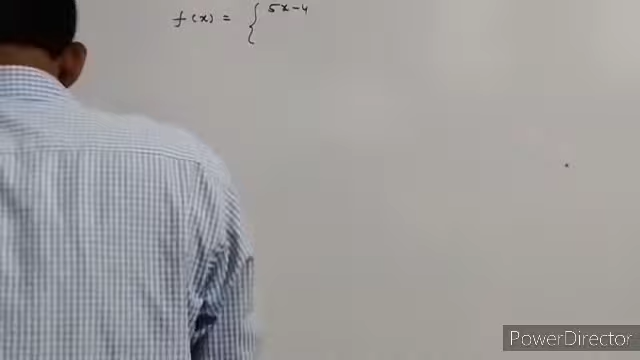 f(x) = { 5x-4
PowerDirector